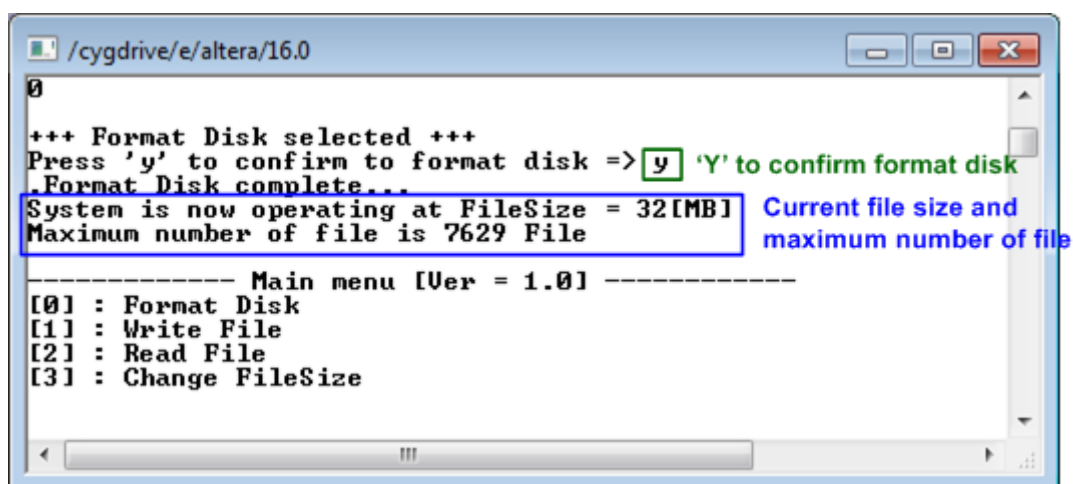 /cygdrive/e/altera/16.0
0
+++ Format Disk selected +++
Press 'y' to confirm to format disk => y 'Y' to confirm format disk
.Format Disk complete...
System is now operating at FileSize = 32[MB] Current file size and
Maximum number of file is 7629 File maximum number of file
------------- Main menu [Ver = 1.0] -------------
[0] : Format Disk
[1] : Write File
[2] : Read File
[3] : Change FileSize